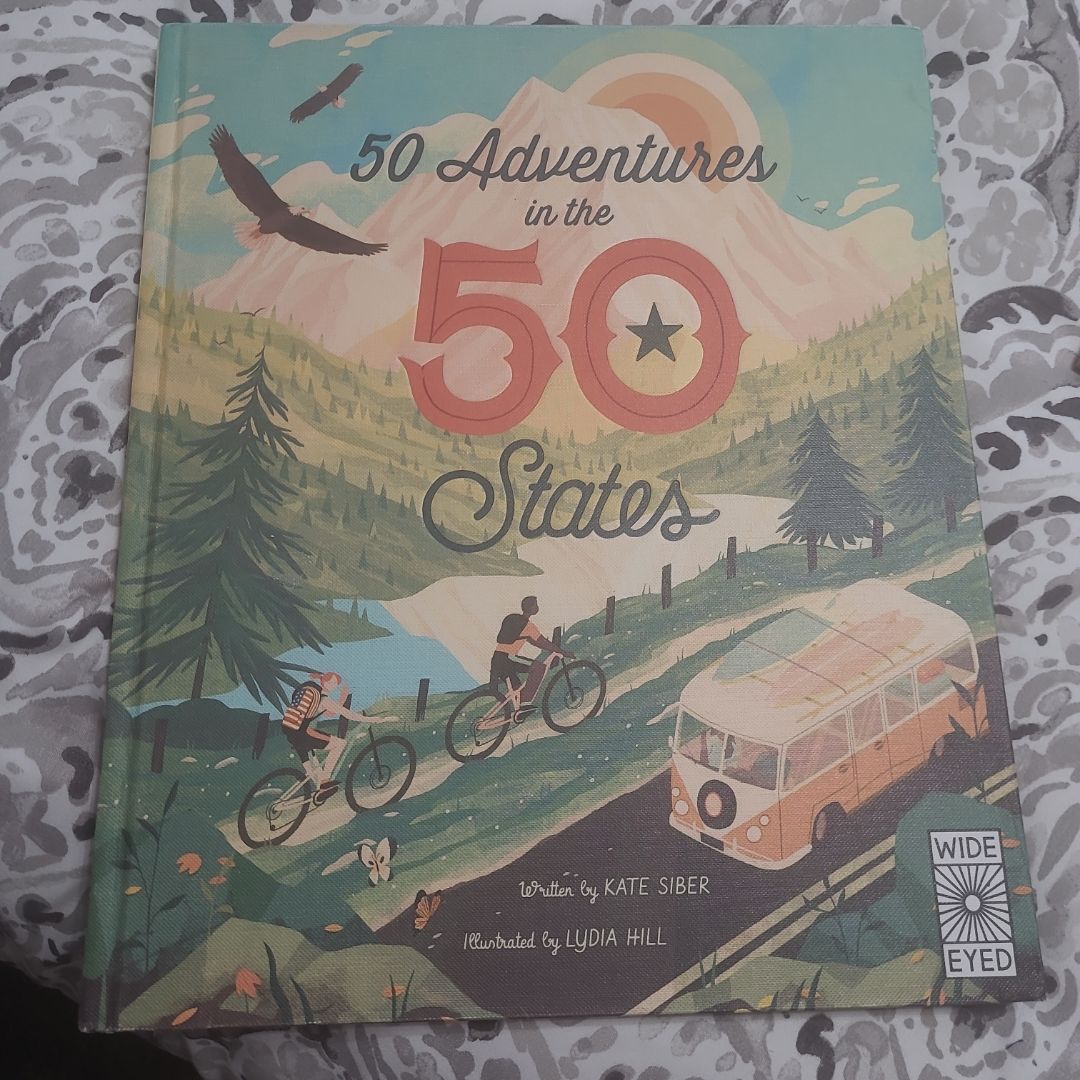 50 Adventures
in the
50
States
Written by KATE SIBER
Illustrated by LYDIA HILL
WIDE
EYED